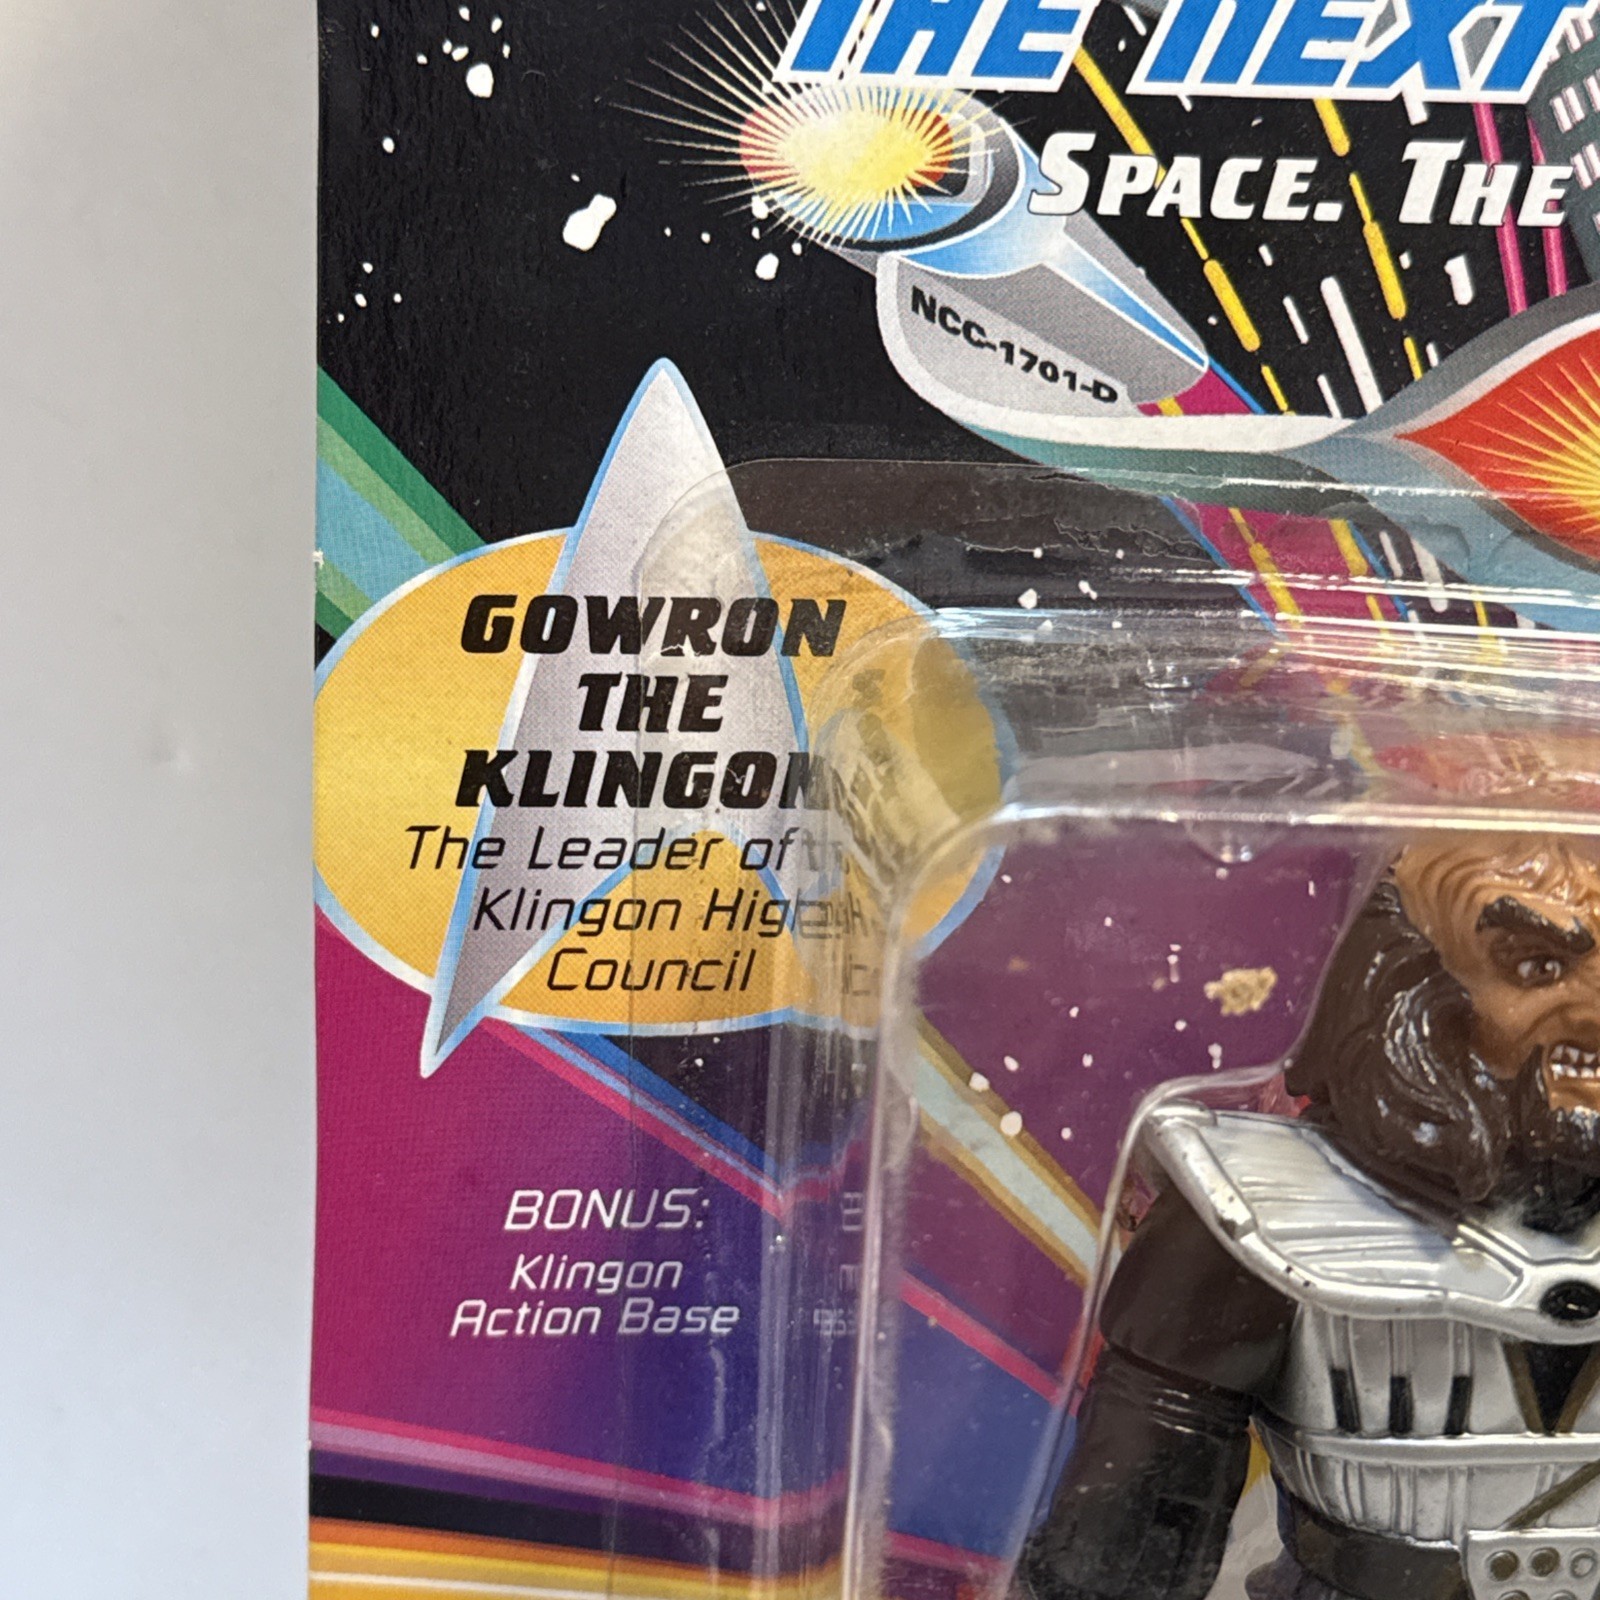 THE NEXT
SPACE. THE
NCC-1701-D
GOWRON
THE
KLINGON
The Leader of
Klingon High
Council
BONUS:
Klingon
Action Base